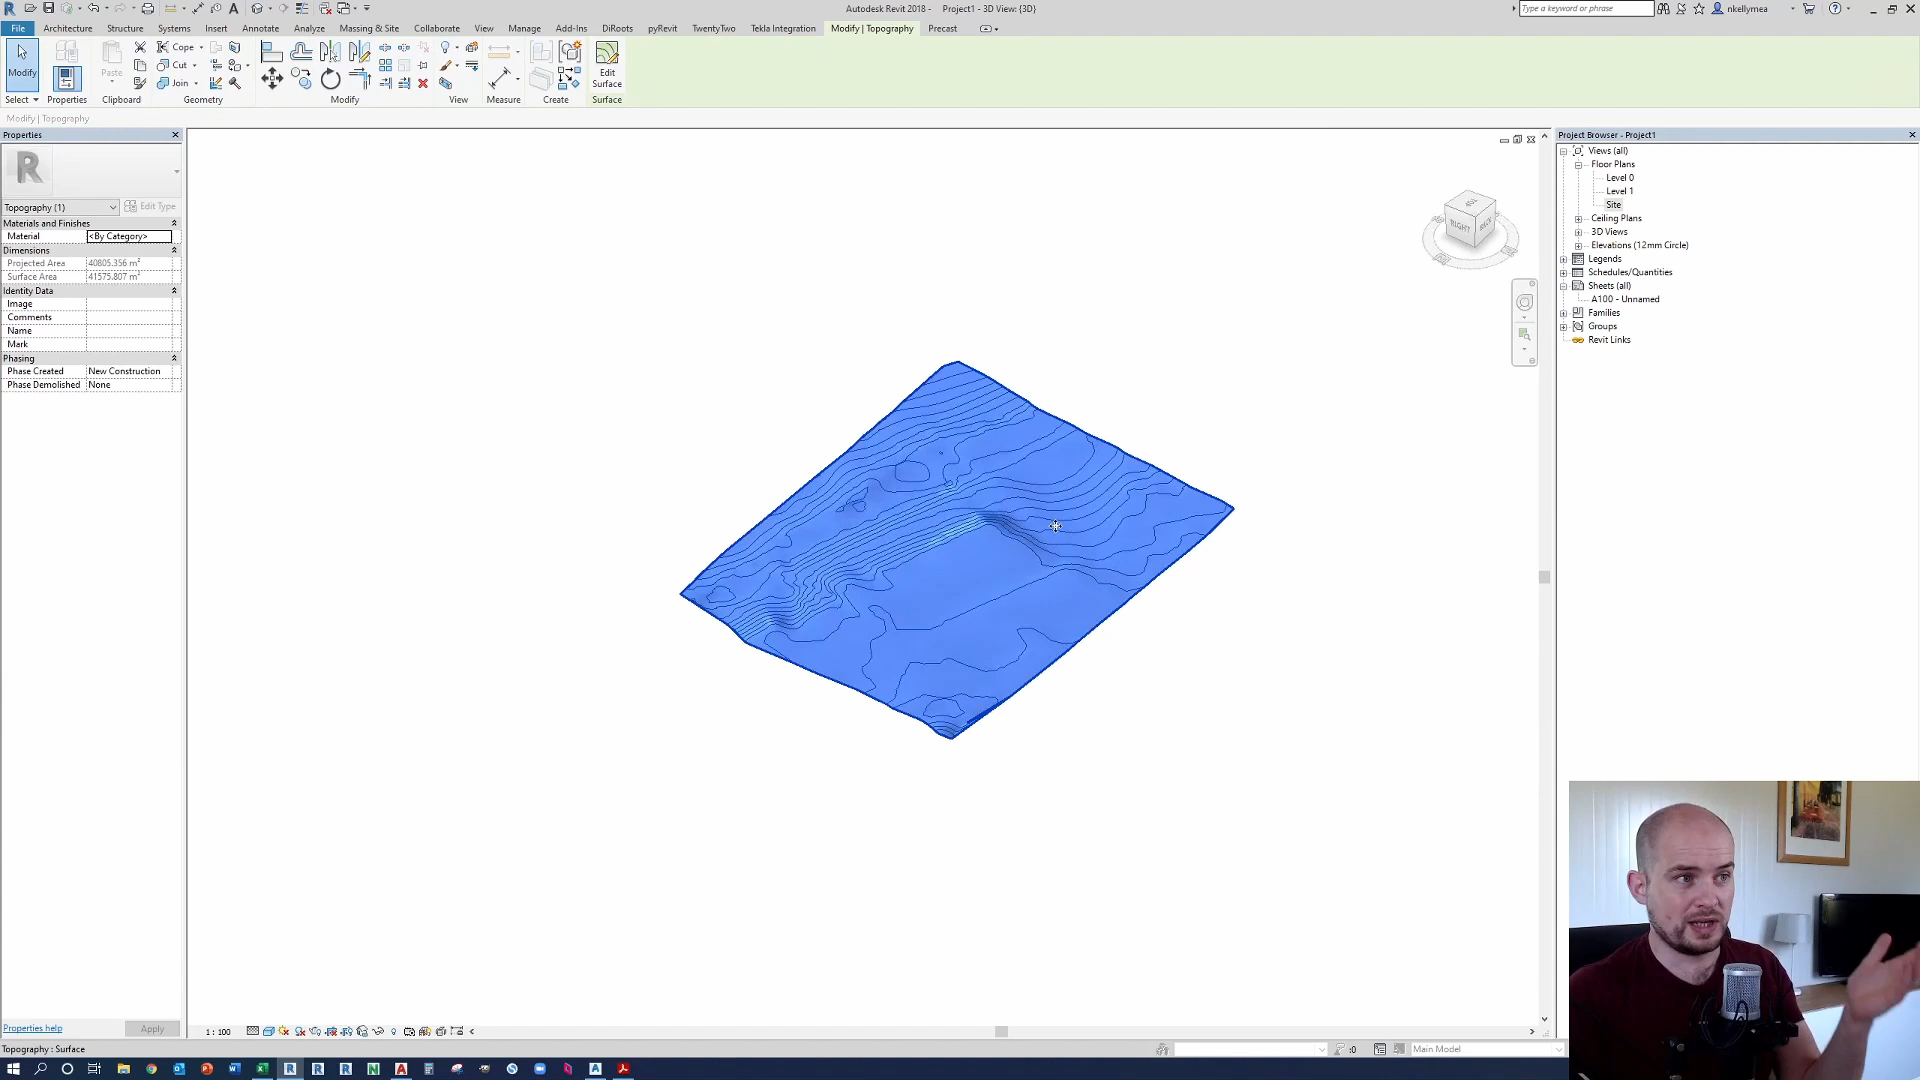 Autodesk Revit 2018 -    Project1 - 3D View: {3D}
Type a keyword or phrase
nkellymea
File Architecture Structure Systems Insert Annotate Analyze Massing & Site Collaborate View Manage Add-Ins DiRoots pyRevit TwentyTwo Tekla Integration Modify | Topography Precast
Modify
Paste
Cope
Cut
Join
Edit
Surface
Select Properties Clipboard Geometry Modify View Measure Create Surface
Modify | Topography
Properties
Topography (1)
Edit Type
Materials and Finishes
Material <By Category>
Dimensions
Projected Area 40805.356 m²
Surface Area 41575.807 m²
Identity Data
Image
Comments
Name
Mark
Phasing
Phase Created New Construction
Phase Demolished None
Properties help
Apply
RIGHT
Project Browser - Project1
Views (all)
Floor Plans
Level 0
Level 1
Site
Ceiling Plans
3D Views
Elevations (12mm Circle)
Legends
Schedules/Quantities
Sheets (all)
A100 - Unnamed
Families
Groups
Revit Links
1 : 100
Topography : Surface
:0
Main Model